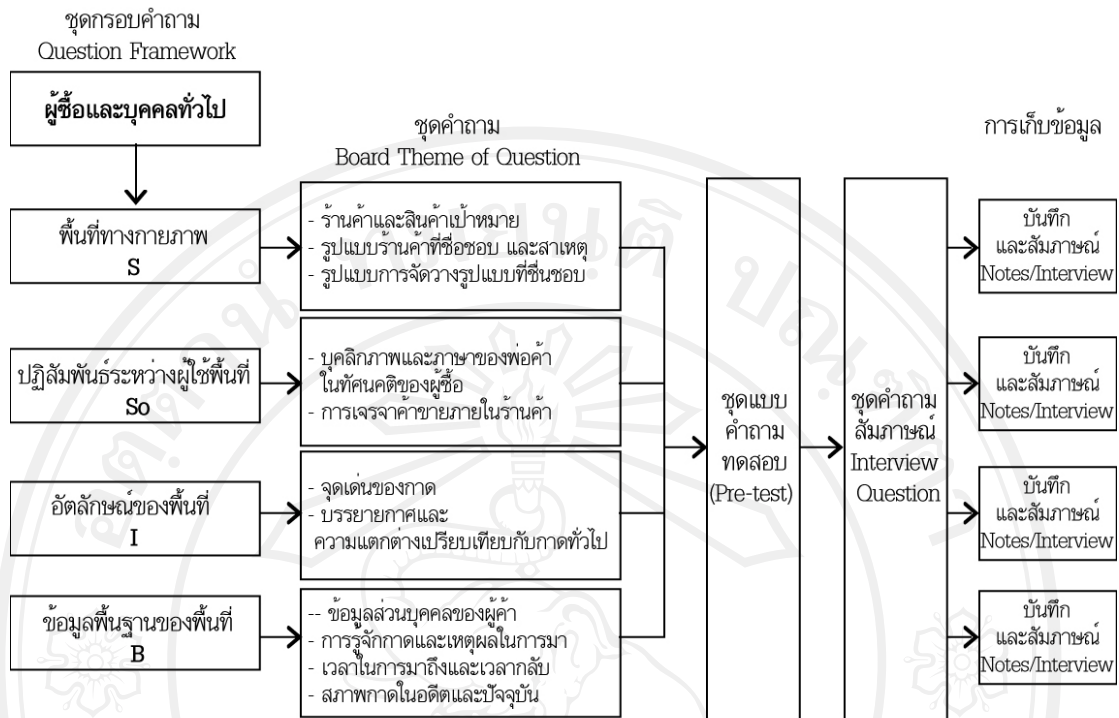 ชุดกรอบคำถาม
Question Framework
ผู้ซื้อและบุคคลทั่วไป
ชุดคำถาม
Board Theme of Question
การเก็บข้อมูล
พื้นที่ทางกายภาพ
S
- ร้านค้าและสินค้าเป้าหมาย
- รูปแบบร้านค้าที่ชื่อชอบ และสาเหตุ
- รูปแบบการจัดวางรูปแบบที่ชื่นชอบ
ปฏิสัมพันธ์ระหว่างผู้ใช้พื้นที่
So
- บุคลิกภาพและภาษาของพ่อค้า
ในทัศนคติของผู้ซื้อ
- การเจรจาค้าขายภายในร้านค้า
อัตลักษณ์ของพื้นที่
I
- จุดเด่นของกาด
- บรรยายกาศและ
ความแตกต่างเปรียบเทียบกับกาดทั่วไป
ข้อมูลพื้นฐานของพื้นที่
B
-- ข้อมูลส่วนบุคคลของผู้ค้า
- การรู้จักกาดและเหตุผลในการมา
- เวลาในการมาถึงและเวลากลับ
- สภาพกาดในอดีตและปัจจุบัน
ชุดแบบ
คำถาม
ทดสอบ
(Pre-test)
ชุดคำถาม
สัมภาษณ์
Interview
Question
บันทึก
และสัมภาษณ์
Notes/Interview
บันทึก
และสัมภาษณ์
Notes/Interview
บันทึก
และสัมภาษณ์
Notes/Interview
บันทึก
และสัมภาษณ์
Notes/Interview